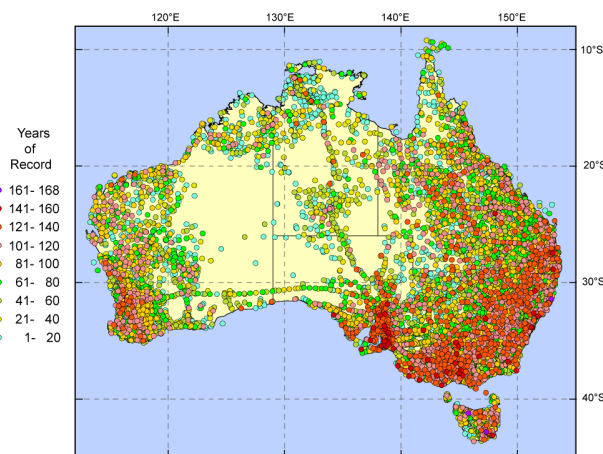 120°E 130°E 140°E 150°E
10°S
20°S
30°S
40°S
Years
of
Record
161- 168
141- 160
121- 140
101- 120
81- 100
61- 80
41- 60
21- 40
1- 20